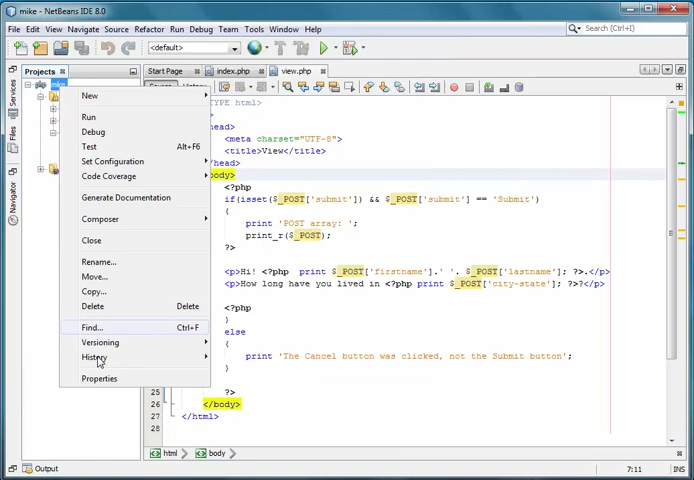 mike - NetBeans IDE 8.0
File Edit View Navigate Source Refactor Run Debug Team Tools Window Help
Search (Ctrl+I)
<default>
Projects
Start Page index.php view.php
Source History
Services
Files
Navigator
mike
New
Run
Debug
Test Alt+F6
Set Configuration
Code Coverage
Generate Documentation
Composer
Close
Rename...
Move...
Copy...
Delete Delete
Find... Ctrl+F
Versioning
History
Properties
TYPE html>
head>
<meta charset="UTF-8">
<title>View</title>
/head>
body>
<?php
if(isset($_POST['submit']) && $_POST['submit'] == 'Submit')
{
print 'POST array: ';
print_r($_POST);
?>
<p>Hi! <?php print $_POST['firstname'].' '. $_POST['lastname']; ?>.</p>
<p>How long have you lived in <?php print $_POST['city-state']; ?>?</p>
<?php
}
else
{
print 'The Cancel button was clicked, not the Submit button';
}
25 ?>
26 </body>
27 </html>
28
html body
Output
7:11 INS